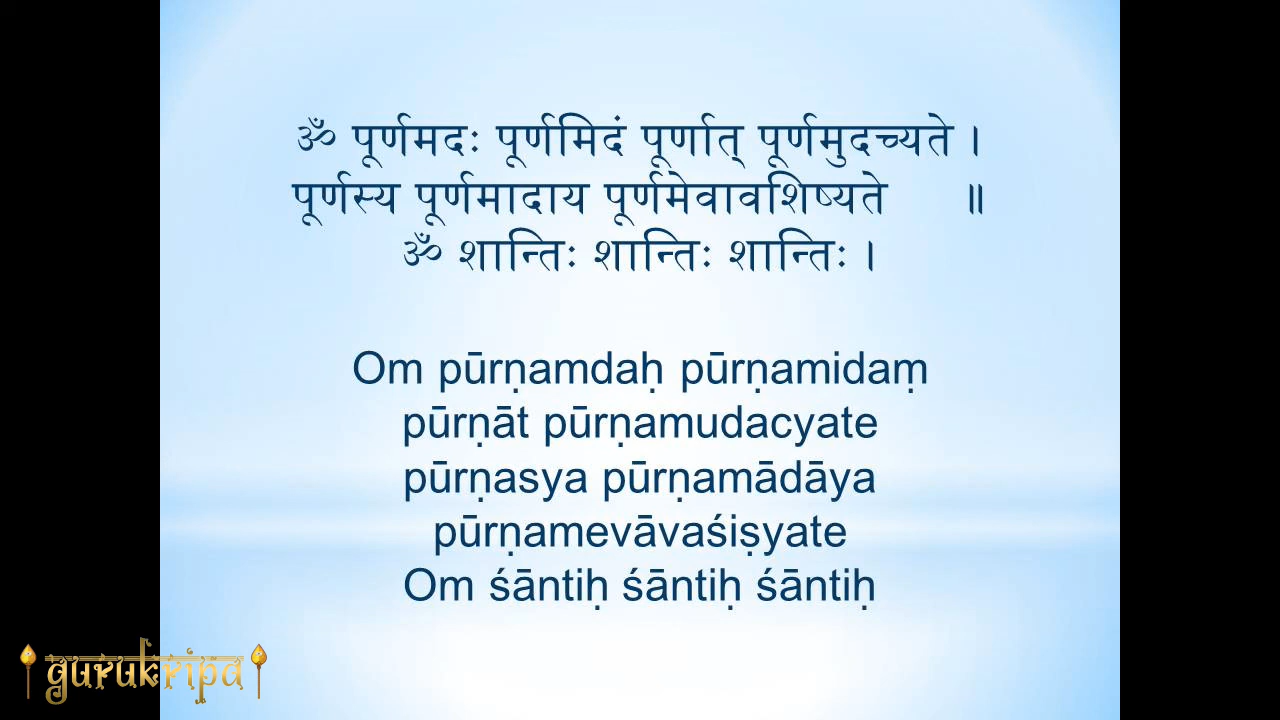 ॐ पूर्णमदः पूर्णमिदं पूर्णात् पूर्णमुदच्यते ।
पूर्णस्य पूर्णमादाय पूर्णमेवावशिष्यते ॥
ॐ शान्तिः शान्तिः शान्तिः ।
Om pūrṇamdaḥ pūrṇamidaṃ
pūrṇāt pūrṇamudacyate
pūrṇasya pūrṇamādāya
pūrṇamevāvaśiṣyate
Om śāntiḥ śāntiḥ śāntiḥ
gurukripa